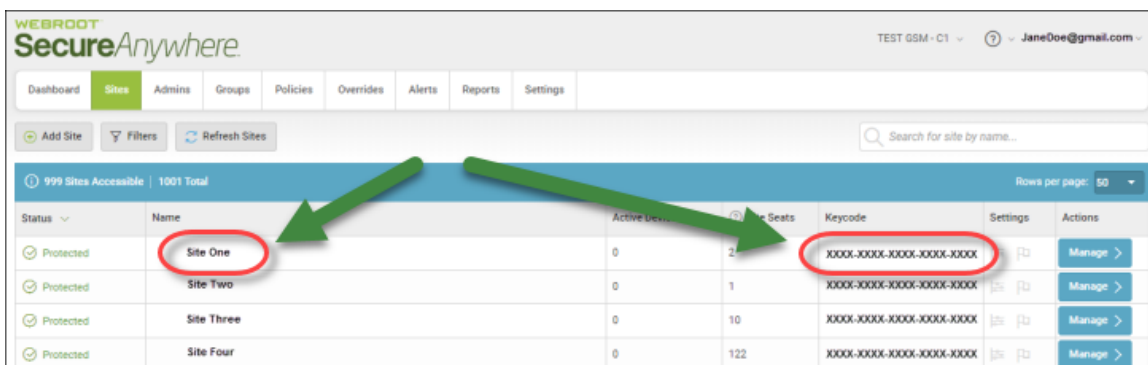 WEBROOT
SecureAnywhere.
TEST GSM - C1 JaneDoe@gmail.com
Dashboard Sites Admins Groups Policies Overrides Alerts Reports Settings
Add Site Filters Refresh Sites Search for site by name...
999 Sites Accessible | 1001 Total Rows per page: 50
Status Name Active Seats Keycode Settings Actions
Protected Site One 0 2 XXXX-XXXX-XXXX-XXXX-XXXX Manage >
Protected Site Two 0 1 XXXX-XXXX-XXXX-XXXX-XXXX Manage >
Protected Site Three 0 10 XXXX-XXXX-XXXX-XXXX-XXXX Manage >
Protected Site Four 0 122 XXXX-XXXX-XXXX-XXXX-XXXX Manage >